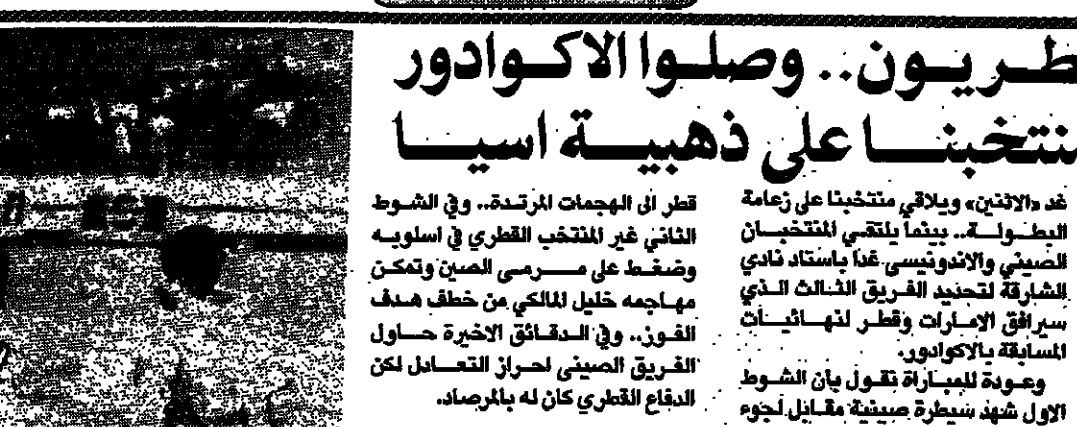 طريون.. وصلوا الاكوادور
منتخبنا على ذهبية اسيا
غد «الاثنين» ويلاقي منتخبنا على زعامة
البطولة.. بينما يلتقي المنتخبان
الصيني والاندونيسي غدا باستاد نادي
الشارقة لتحديد الفريق الثالث الذي
سيرافق الامارات وقطر لنهائيات
المسابقة بالاكوادور.
وعودة للمباراة نقول بأن الشوط
الاول شهد سيطرة صينية مقابل لجوء
قطر الى الهجمات المرتدة.. وفي الشوط
الثاني غير المنتخب القطري في اسلوبه
وضغط على مرمى الصين وتمكن
مهاجمه خليل المالكي من خطف هدف
الفوز.. وفي الدقائق الاخيرة حاول
الفريق الصيني احراز التعادل لكن
الدفاع القطري كان له بالمرصاد.